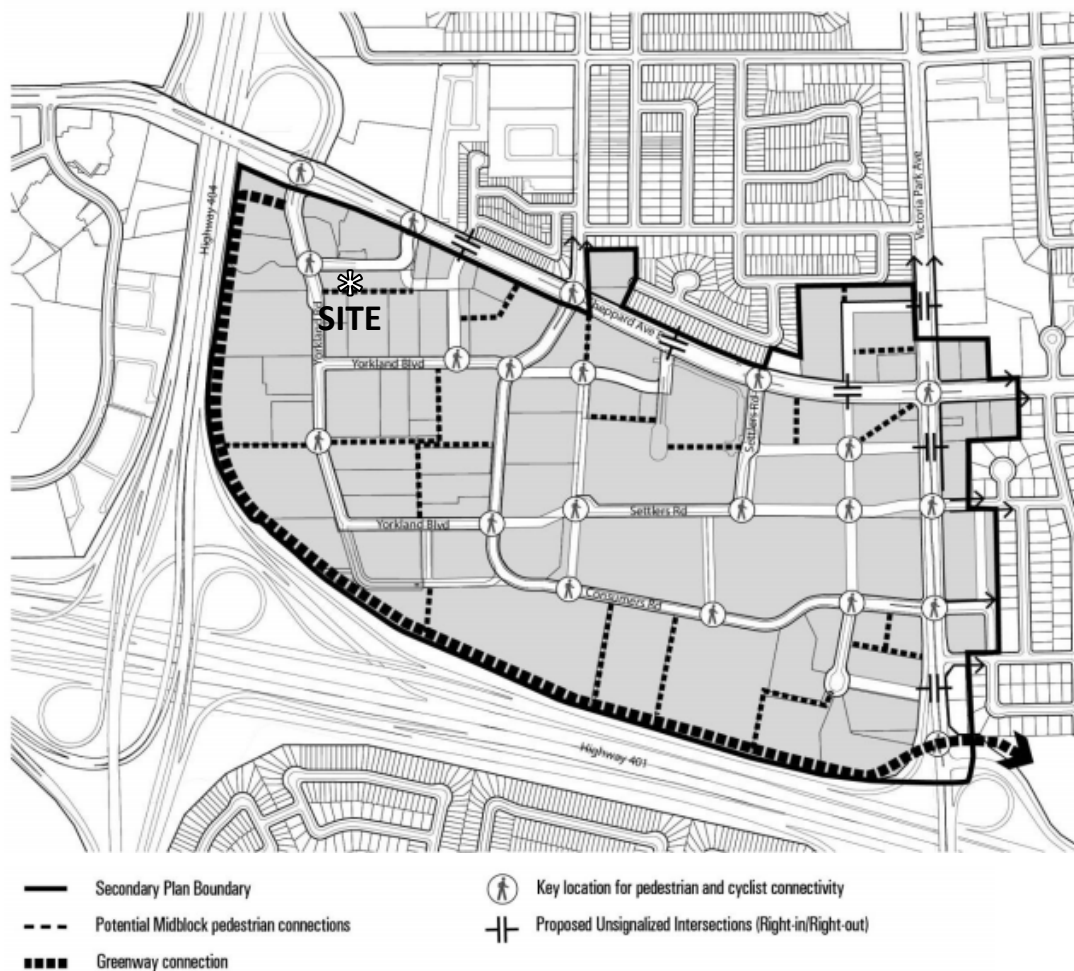 Highway 404
Victoria Park Ave
SITE
Yorkland Rd
Sheppard Ave
Yorkland Blvd
Settlers Rd
Yorkland Blvd
Settlers Rd
Consumers Rd
Highway 401
Secondary Plan Boundary
Key location for pedestrian and cyclist connectivity
Potential Midblock pedestrian connections
Proposed Unsignalized Intersections (Right-in/Right-out)
Greenway connection